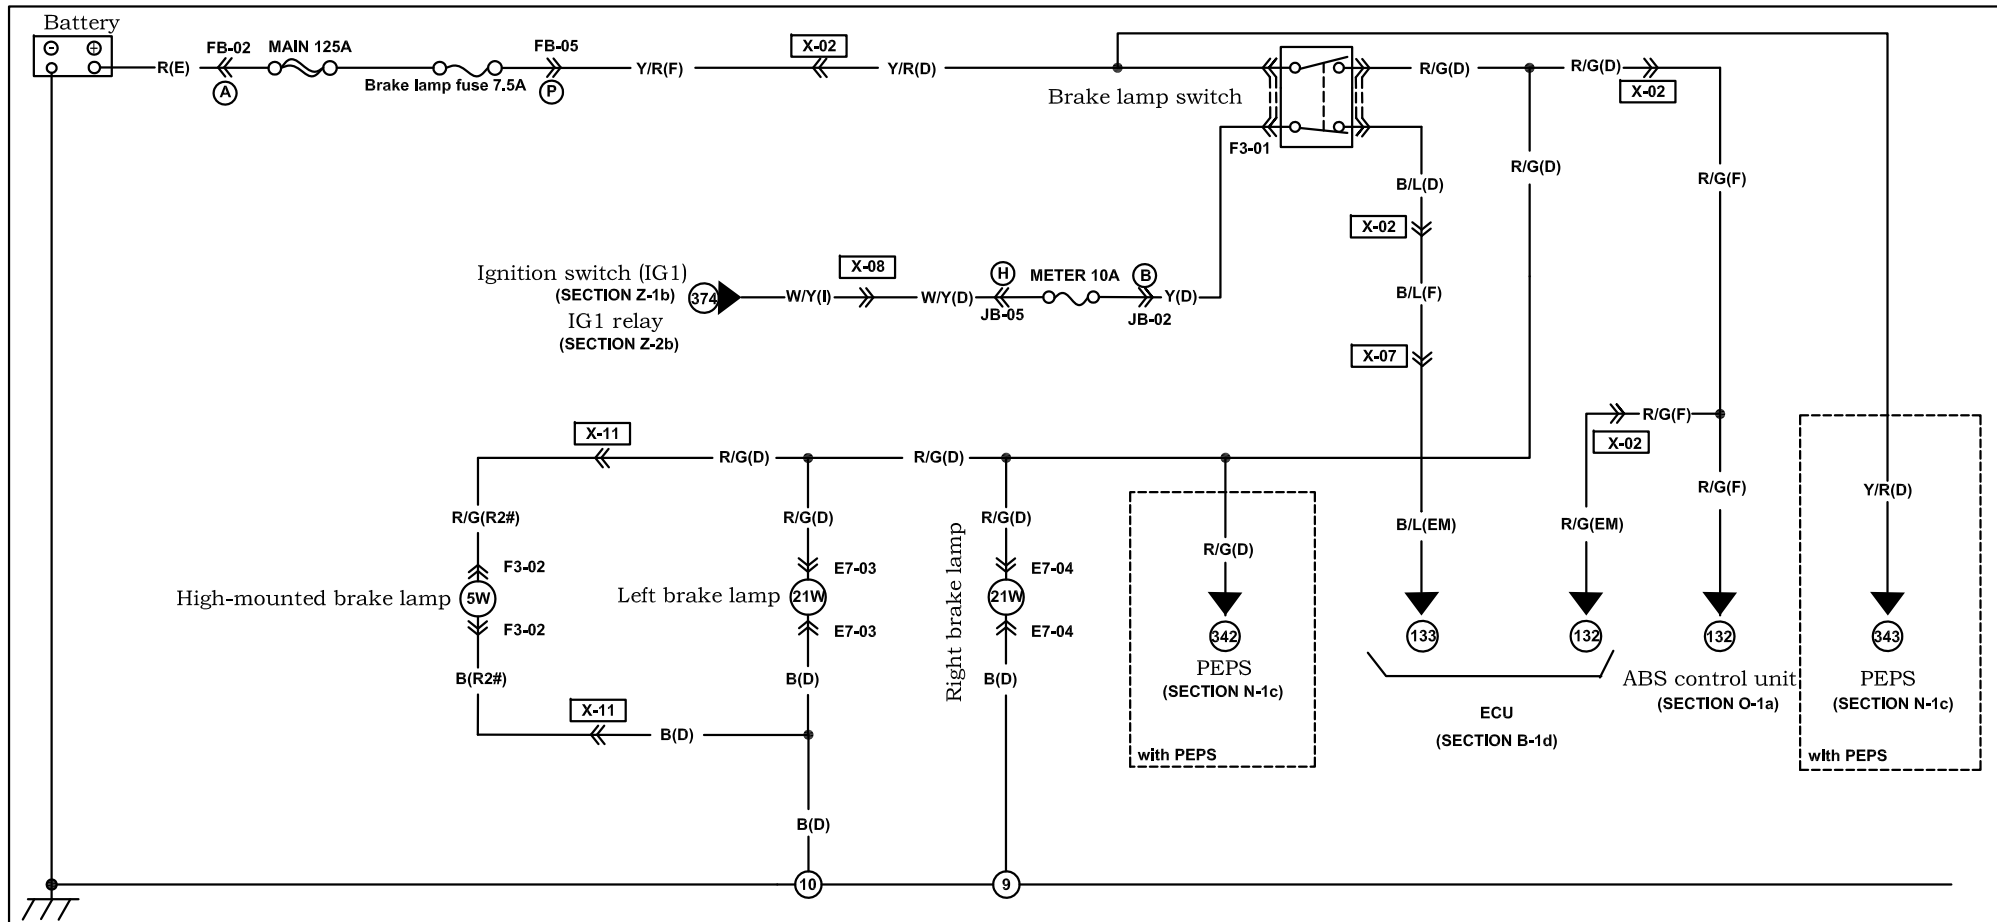 Battery
FB-02
MAIN 125A
FB-05
X-02
R(E)
A
Brake lamp fuse 7.5A
P
Y/R(F)
Y/R(D)
R/G(D)
R/G(D)
X-02
Brake lamp switch
F3-01
R/G(D)
B/L(D)
R/G(F)
X-02
Ignition switch (IG1)
(SECTION Z-1b)
IG1 relay
(SECTION Z-2b)
374
X-08
W/Y(I)
W/Y(D)
H
JB-05
METER 10A
B
JB-02
Y(D)
B/L(F)
X-07
R/G(F)
X-02
X-11
R/G(D)
R/G(D)
R/G(F)
Y/R(D)
R/G(R2#)
R/G(D)
R/G(D)
R/G(D)
B/L(EM)
R/G(EM)
F3-02
E7-03
E7-04
High-mounted brake lamp
5W
Left brake lamp
21W
Right brake lamp
21W
F3-02
E7-03
E7-04
342
133
132
132
343
B(R2#)
B(D)
B(D)
PEPS
(SECTION N-1c)
ABS control unit
(SECTION O-1a)
PEPS
(SECTION N-1c)
X-11
B(D)
ECU
(SECTION B-1d)
with PEPS
with PEPS
B(D)
10
9